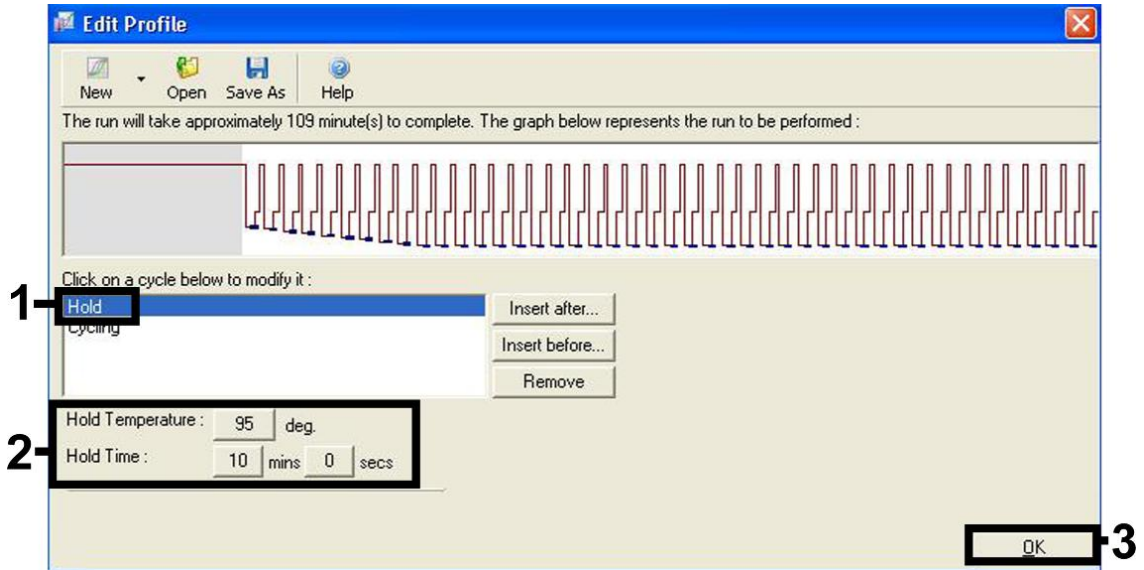 Edit Profile
New Open Save As Help
The run will take approximately 109 minute(s) to complete. The graph below represents the run to be performed :
Click on a cycle below to modify it :
1
Hold
Insert after...
Cycling
Insert before...
Remove
2
Hold Temperature : 95 deg.
Hold Time : 10 mins 0 secs
OK
3